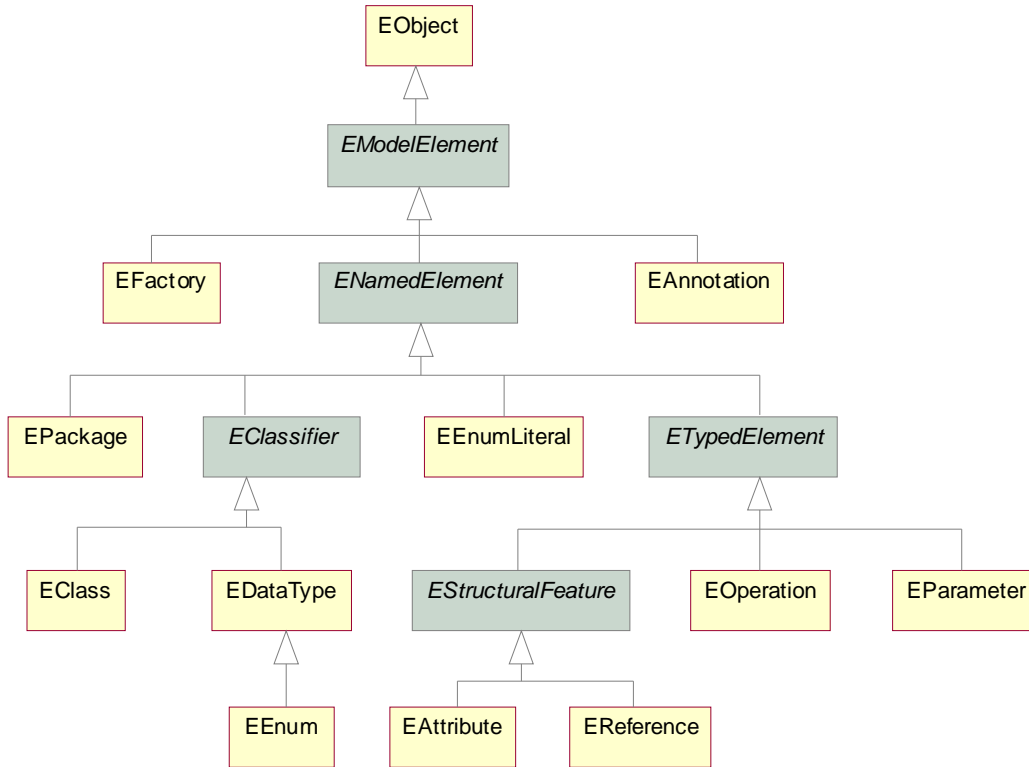 EObject
EModelElement
EFactory
ENamedElement
EAnnotation
EPackage
EClassifier
EEnumLiteral
ETypedElement
EClass
EDataType
EStructuralFeature
EOperation
EParameter
EEnum
EAttribute
EReference